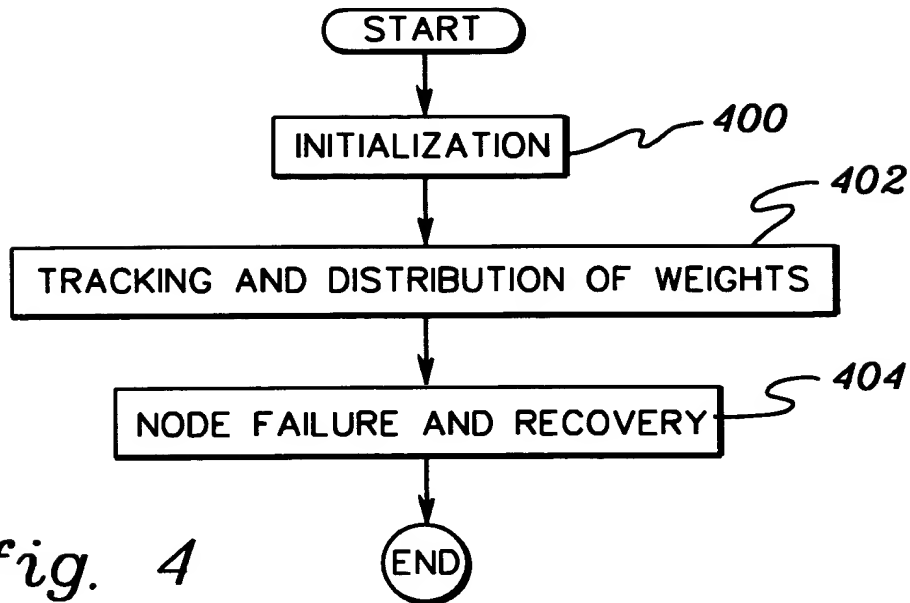 START
INITIALIZATION
400
402
TRACKING AND DISTRIBUTION OF WEIGHTS
404
NODE FAILURE AND RECOVERY
END
fig. 4